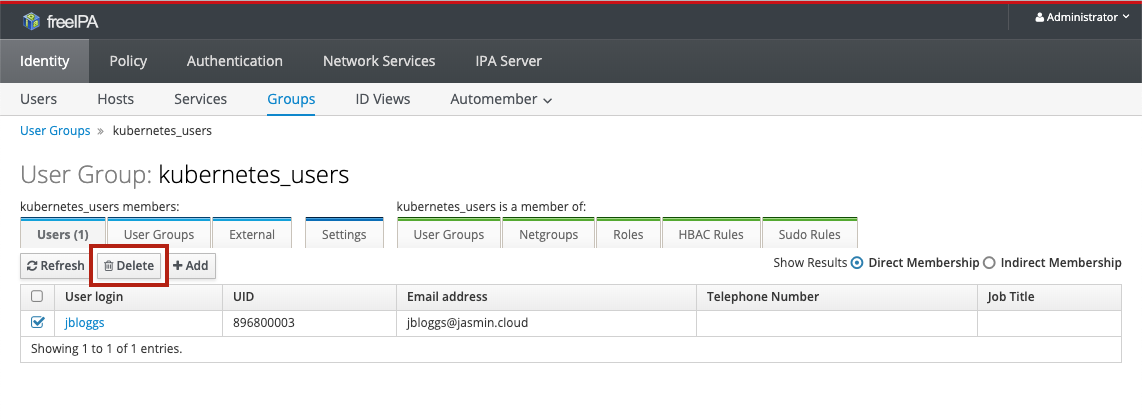 freeIPA Administrator
Identity Policy Authentication Network Services IPA Server
Users Hosts Services Groups ID Views Automember
User Groups » kubernetes_users
User Group: kubernetes_users
kubernetes_users members: kubernetes_users is a member of:
Users (1) User Groups External Settings User Groups Netgroups Roles HBAC Rules Sudo Rules
Refresh Delete + Add Show Results Direct Membership Indirect Membership
User login UID Email address Telephone Number Job Title
jbloggs 896800003 jbloggs@jasmin.cloud
Showing 1 to 1 of 1 entries.